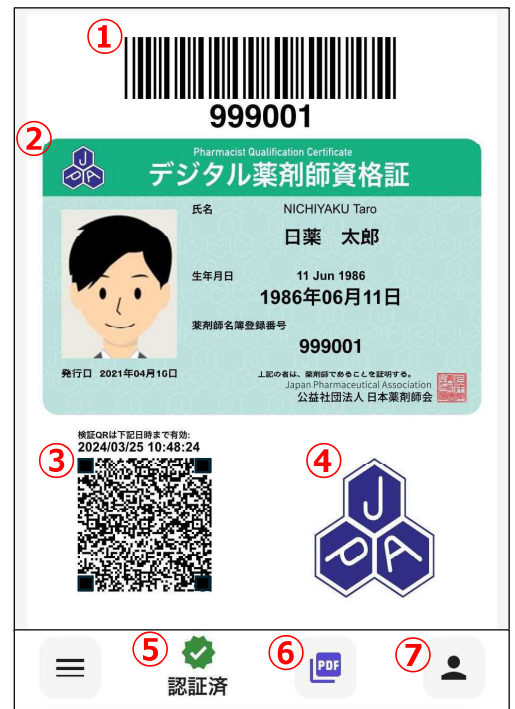 ①
999001
②
JPA
Pharmacist Qualification Certificate
デジタル薬剤師資格証
氏名 NICHIYAKU Taro
日薬 太郎
生年月日 11 Jun 1986
1986年06月11日
薬剤師名簿登録番号
999001
発行日 2021年04月16日
上記の者は、薬剤師であることを証明する。
Japan Pharmaceutical Association
公益社団法人 日本薬剤師会
検証QRは下記日時まで有効:
2024/03/25 10:48:24
③
④
JPA
⑤
認証済
⑥
PDF
⑦